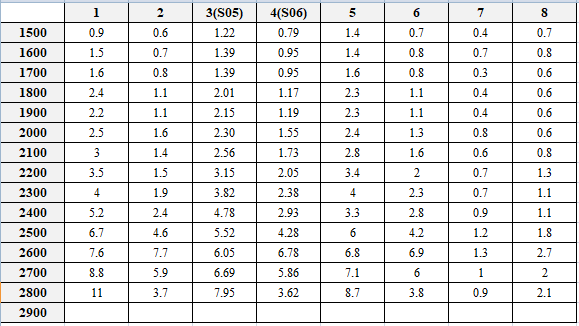 1 2 3(S05) 4(S06) 5 6 7 8
1500 0.9 0.6 1.22 0.79 1.4 0.7 0.4 0.7
1600 1.5 0.7 1.39 0.95 1.4 0.8 0.7 0.8
1700 1.6 0.8 1.39 0.95 1.6 0.8 0.3 0.6
1800 2.4 1.1 2.01 1.17 2.3 1.1 0.4 0.6
1900 2.2 1.1 2.15 1.19 2.3 1.1 0.4 0.6
2000 2.5 1.6 2.30 1.55 2.4 1.3 0.8 0.6
2100 3 1.4 2.56 1.73 2.8 1.6 0.6 0.8
2200 3.5 1.5 3.15 2.05 3.4 2 0.7 1.3
2300 4 1.9 3.82 2.38 4 2.3 0.7 1.1
2400 5.2 2.4 4.78 2.93 3.3 2.8 0.9 1.1
2500 6.7 4.6 5.52 4.28 6 4.2 1.2 1.8
2600 7.6 7.7 6.05 6.78 6.8 6.9 1.3 2.7
2700 8.8 5.9 6.69 5.86 7.1 6 1 2
2800 11 3.7 7.95 3.62 8.7 3.8 0.9 2.1
2900